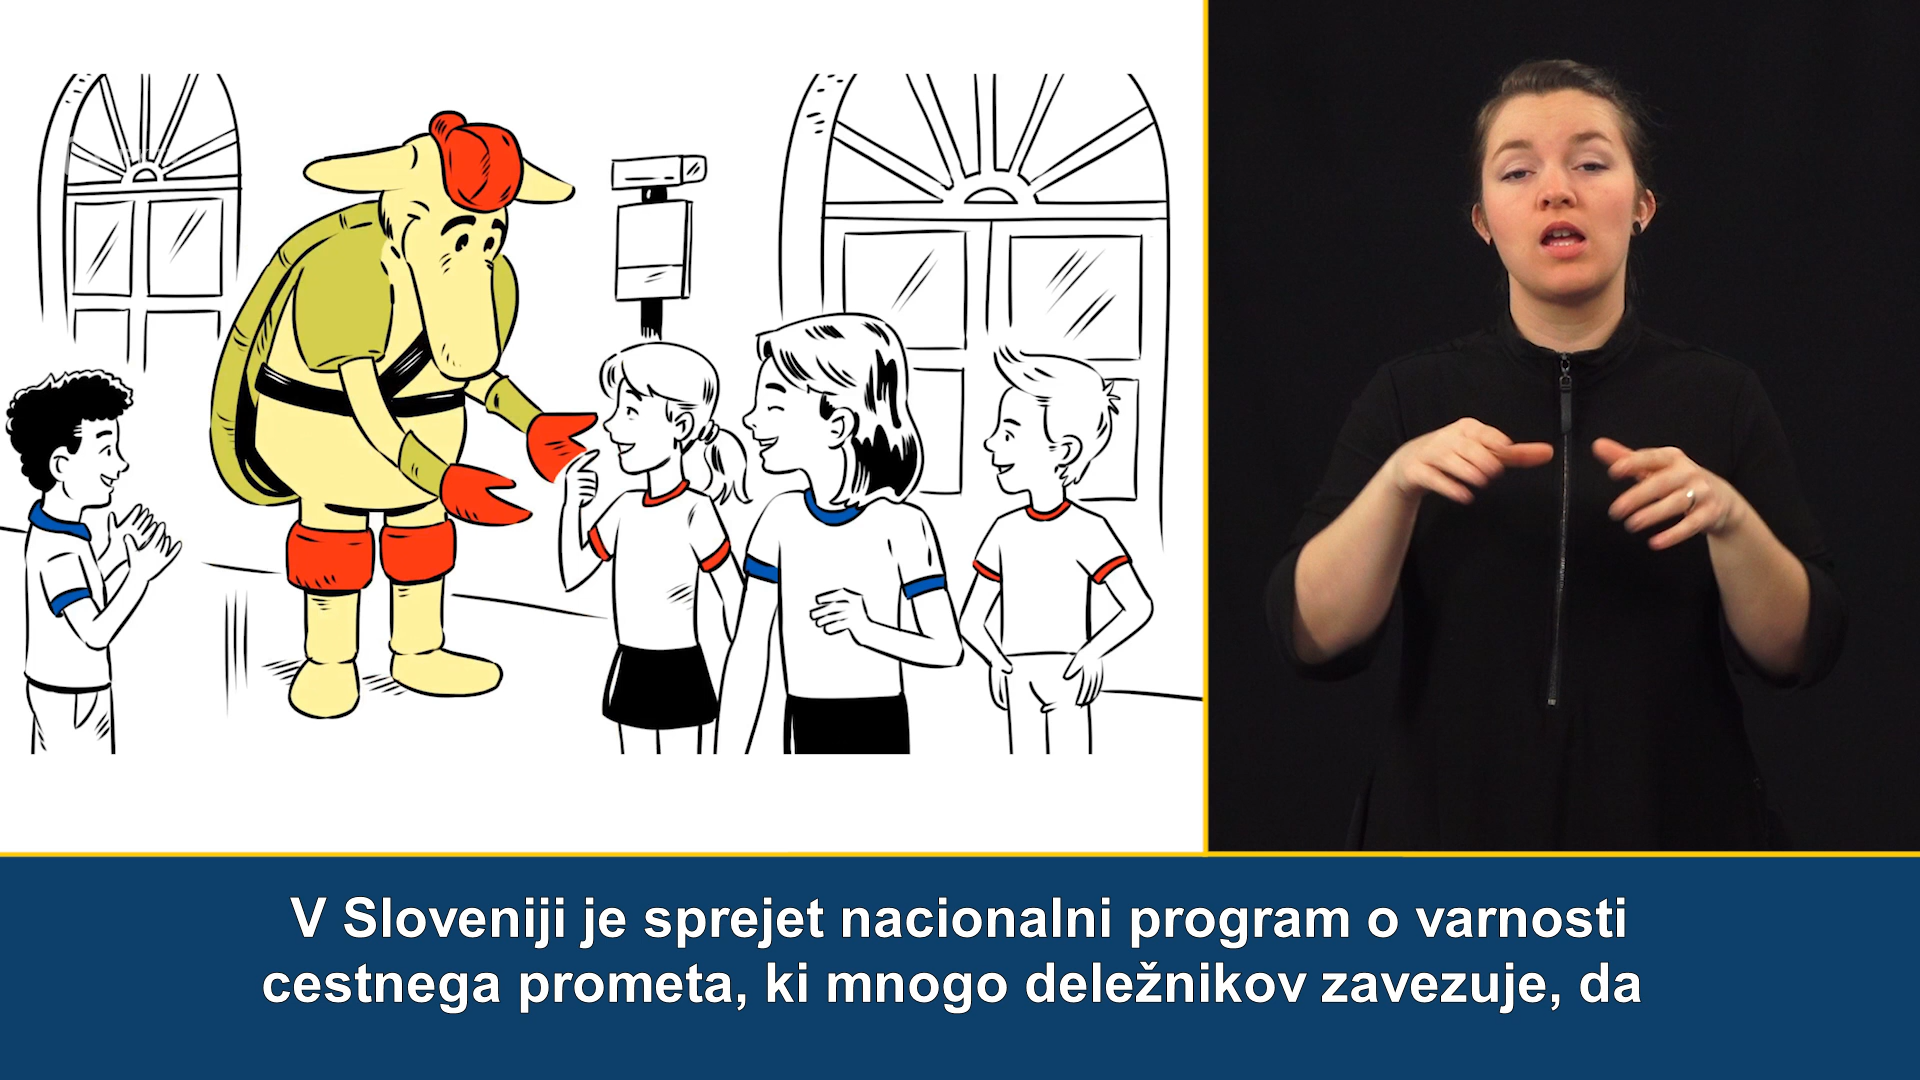 V Sloveniji je sprejet nacionalni program o varnosti
cestnega prometa, ki mnogo deležnikov zavezuje, da